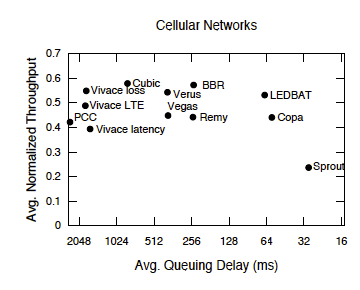 Cellular Networks
Avg. Normalized Throughput
0.7
0.6
0.5
0.4
0.3
0.2
0.1
0
Cubic
BBR
Vivace loss
Verus
LEDBAT
Vivace LTE
Vegas
PCC
Remy
Copa
Vivace latency
Sprout
2048 1024 512 256 128 64 32 16
Avg. Queuing Delay (ms)